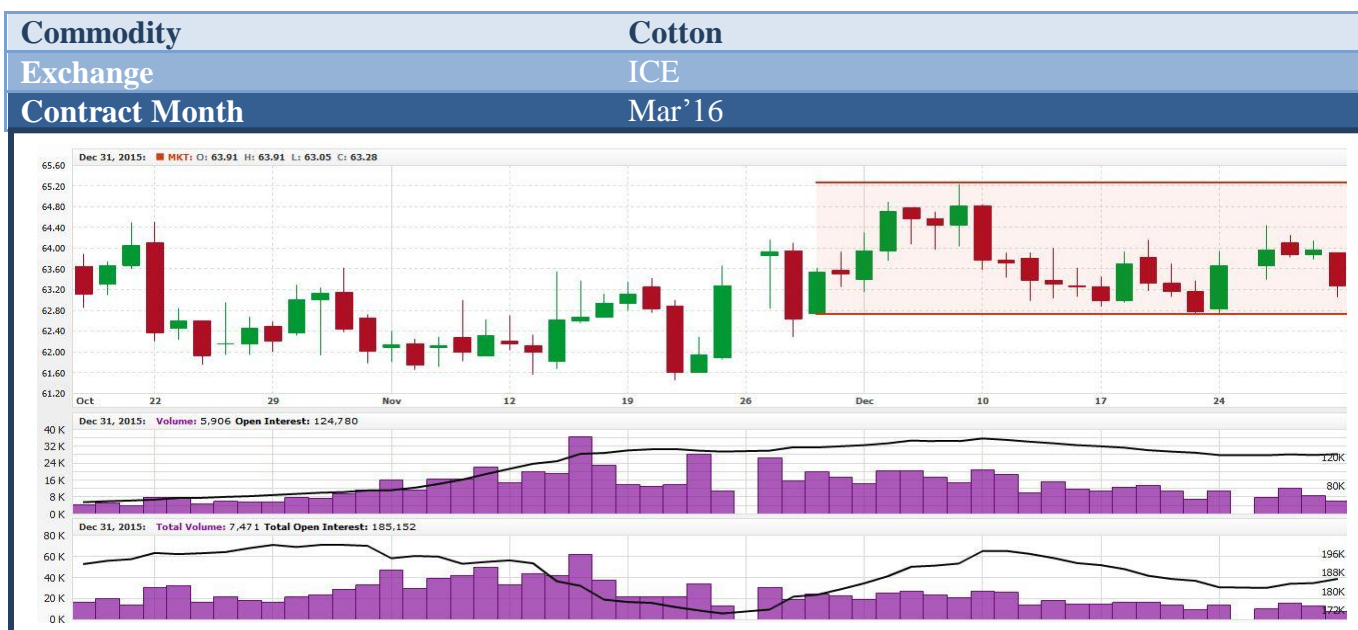 Commodity Cotton
Exchange ICE
Contract Month Mar’16
Dec 31, 2015: MKT: O: 63.91 H: 63.91 L: 63.05 C: 63.28
65.60
65.20
64.80
64.40
64.00
63.60
63.20
62.80
62.40
62.00
61.60
61.20
Oct 22 29 Nov 12 19 26 Dec 10 17 24
Dec 31, 2015: Volume: 5,906 Open Interest: 124,780
40 K
32 K
24 K 120K
16 K 80K
8 K
0 K
Dec 31, 2015: Total Volume: 7,471 Total Open Interest: 185,152
80 K
60 K 196K
40 K 188K
20 K 180K
0 K 172K